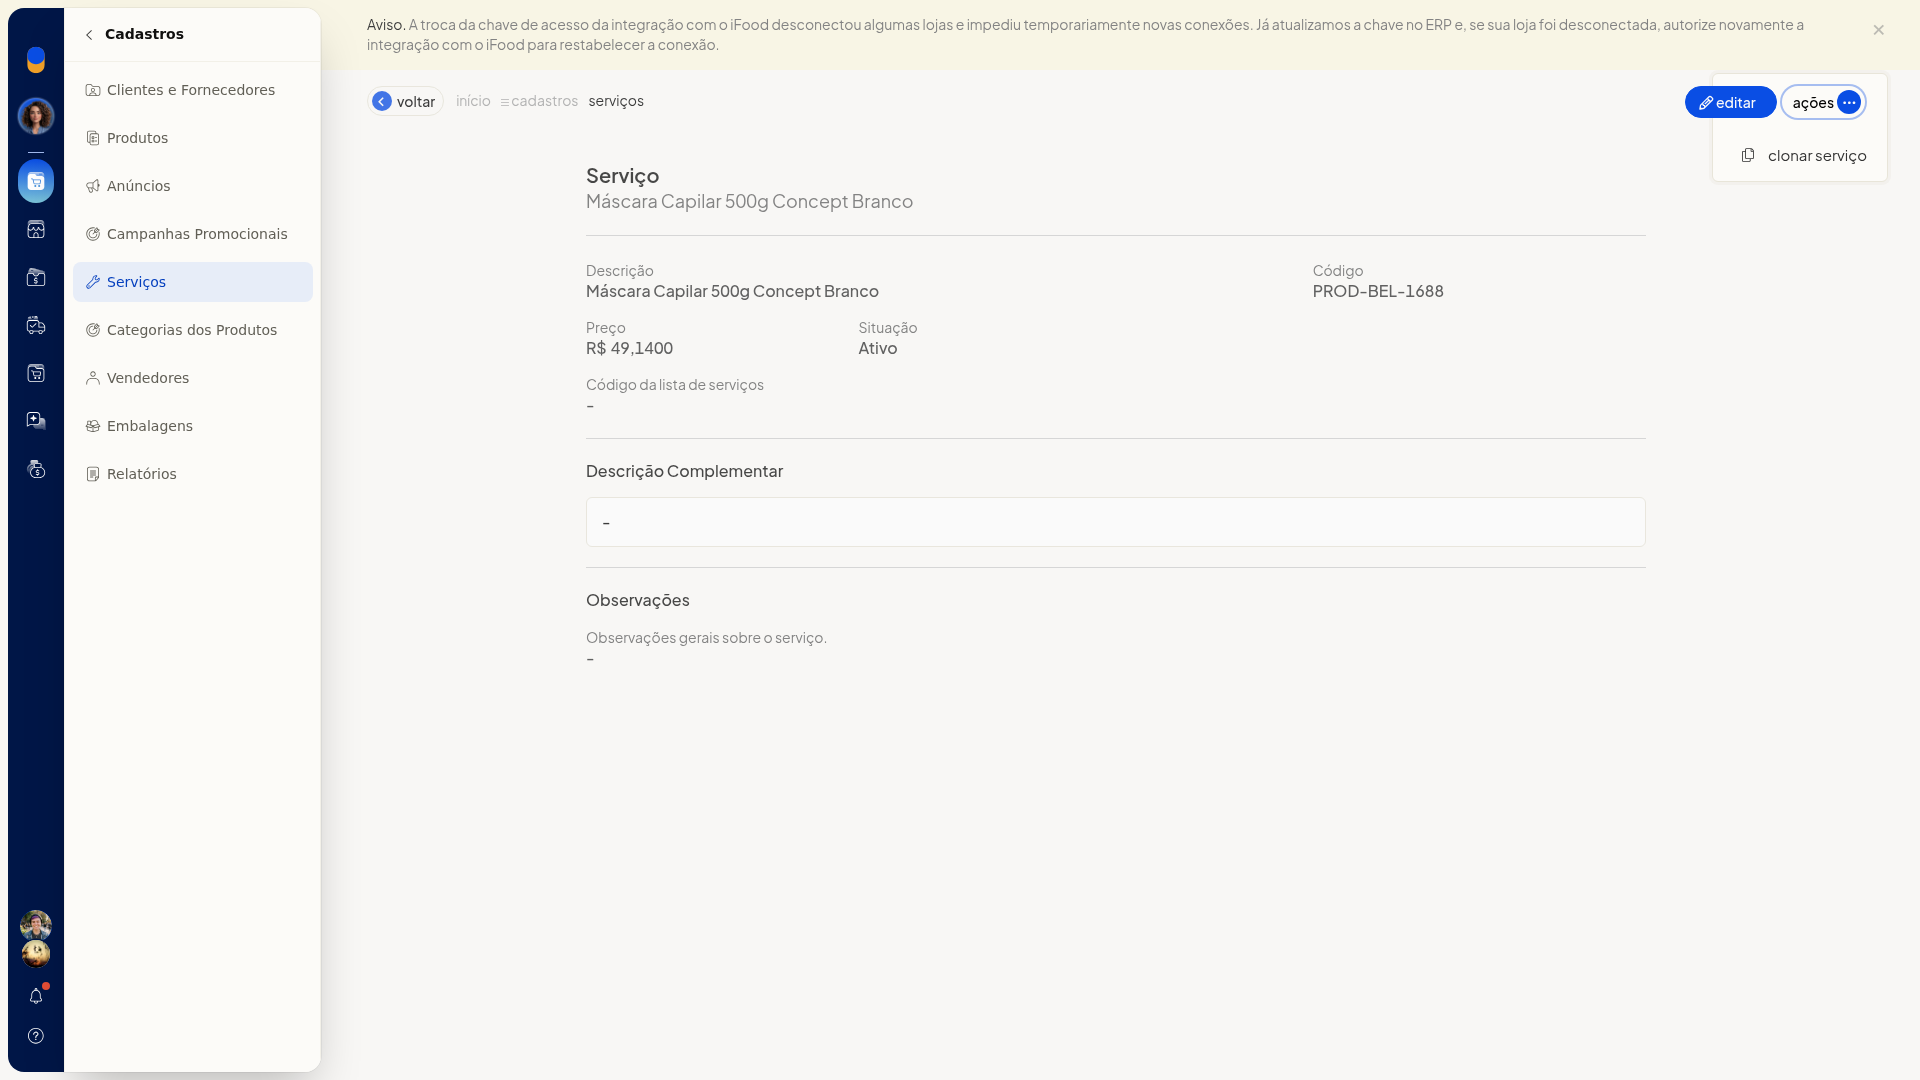 Cadastros
Clientes e Fornecedores
Produtos
Anúncios
Campanhas Promocionais
Serviços
Categorias dos Produtos
Vendedores
Embalagens
Relatórios
Aviso. A troca da chave de acesso da integração com o iFood desconectou algumas lojas e impediu temporariamente novas conexões. Já atualizamos a chave no ERP e, se sua loja foi desconectada, autorize novamente a
integração com o iFood para restabelecer a conexão.
voltar início cadastros serviços
editar ações
clonar serviço
Serviço
Máscara Capilar 500g Concept Branco
Descrição Código
Máscara Capilar 500g Concept Branco PROD-BEL-1688
Preço Situação
R$ 49,1400 Ativo
Código da lista de serviços
-
Descrição Complementar
-
Observações
Observações gerais sobre o serviço.
-